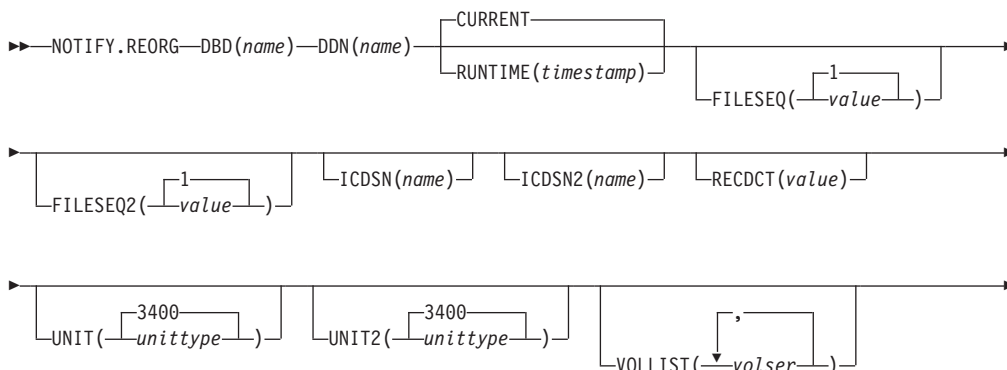 CURRENT
NOTIFY.REORG DBD(name) DDN(name)
RUNTIME(timestamp)
1
FILESEQ( value )
1
FILESEQ2( value )
ICDSN(name)
ICDSN2(name)
RECDCT(value)
3400
UNIT( unittype )
3400
UNIT2( unittype )
,
VOLLIST( volser )